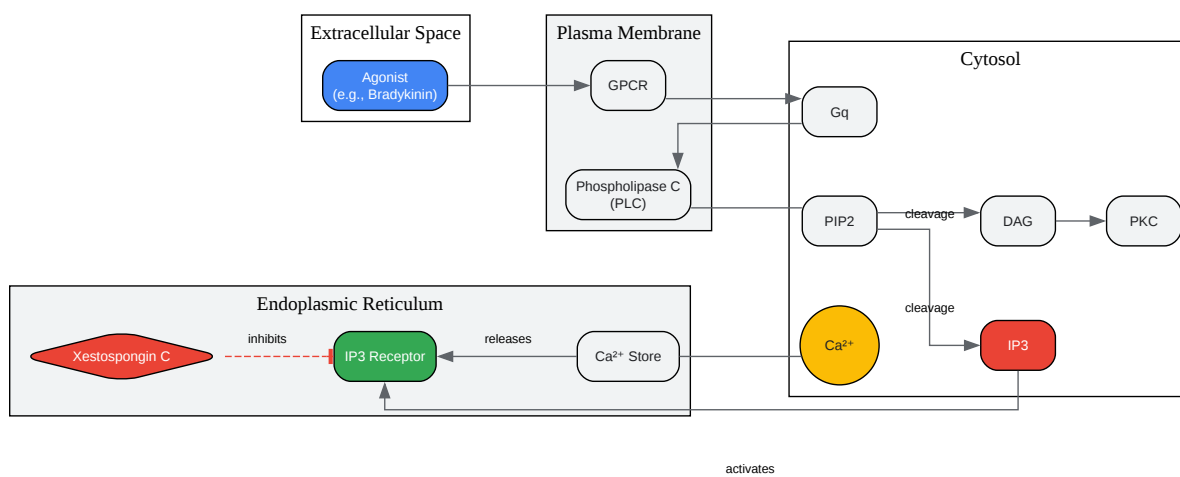 Extracellular Space
Agonist
(e.g., Bradykinin)
Plasma Membrane
GPCR
Phospholipase C
(PLC)
Cytosol
Gq
PIP2
cleavage
DAG
PKC
cleavage
Ca²⁺
IP3
Endoplasmic Reticulum
Xestospongin C
inhibits
IP3 Receptor
releases
Ca²⁺ Store
activates